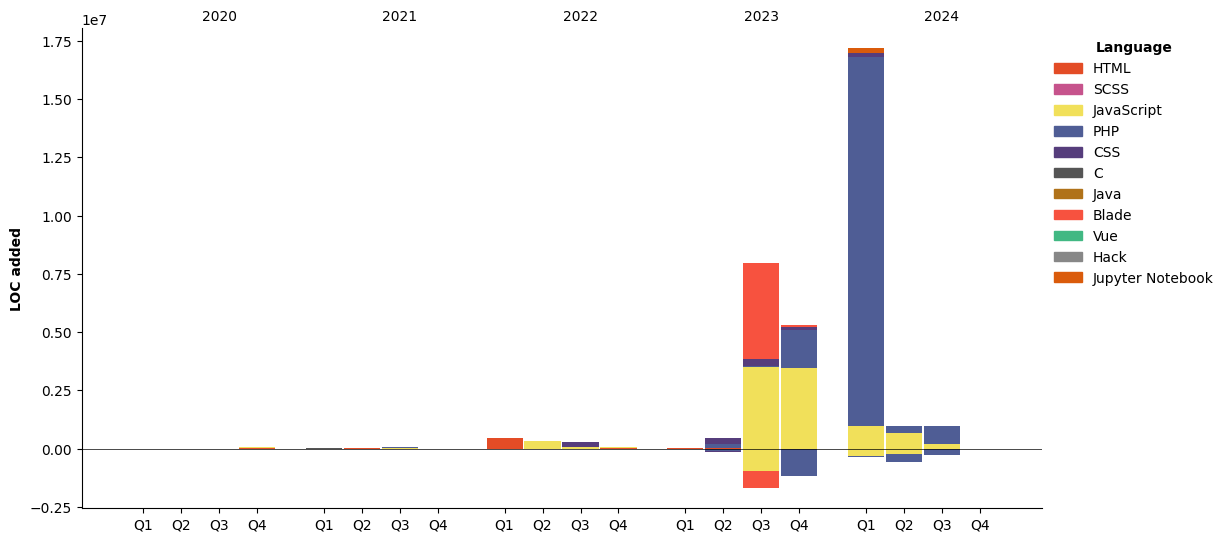 2020 2021 2022 2023 2024
1e7
1.75
1.50
1.25
1.00
0.75
0.50
0.25
0.00
−0.25
LOC added
Q1 Q2 Q3 Q4 Q1 Q2 Q3 Q4 Q1 Q2 Q3 Q4 Q1 Q2 Q3 Q4 Q1 Q2 Q3 Q4
Language
HTML
SCSS
JavaScript
PHP
CSS
C
Java
Blade
Vue
Hack
Jupyter Notebook